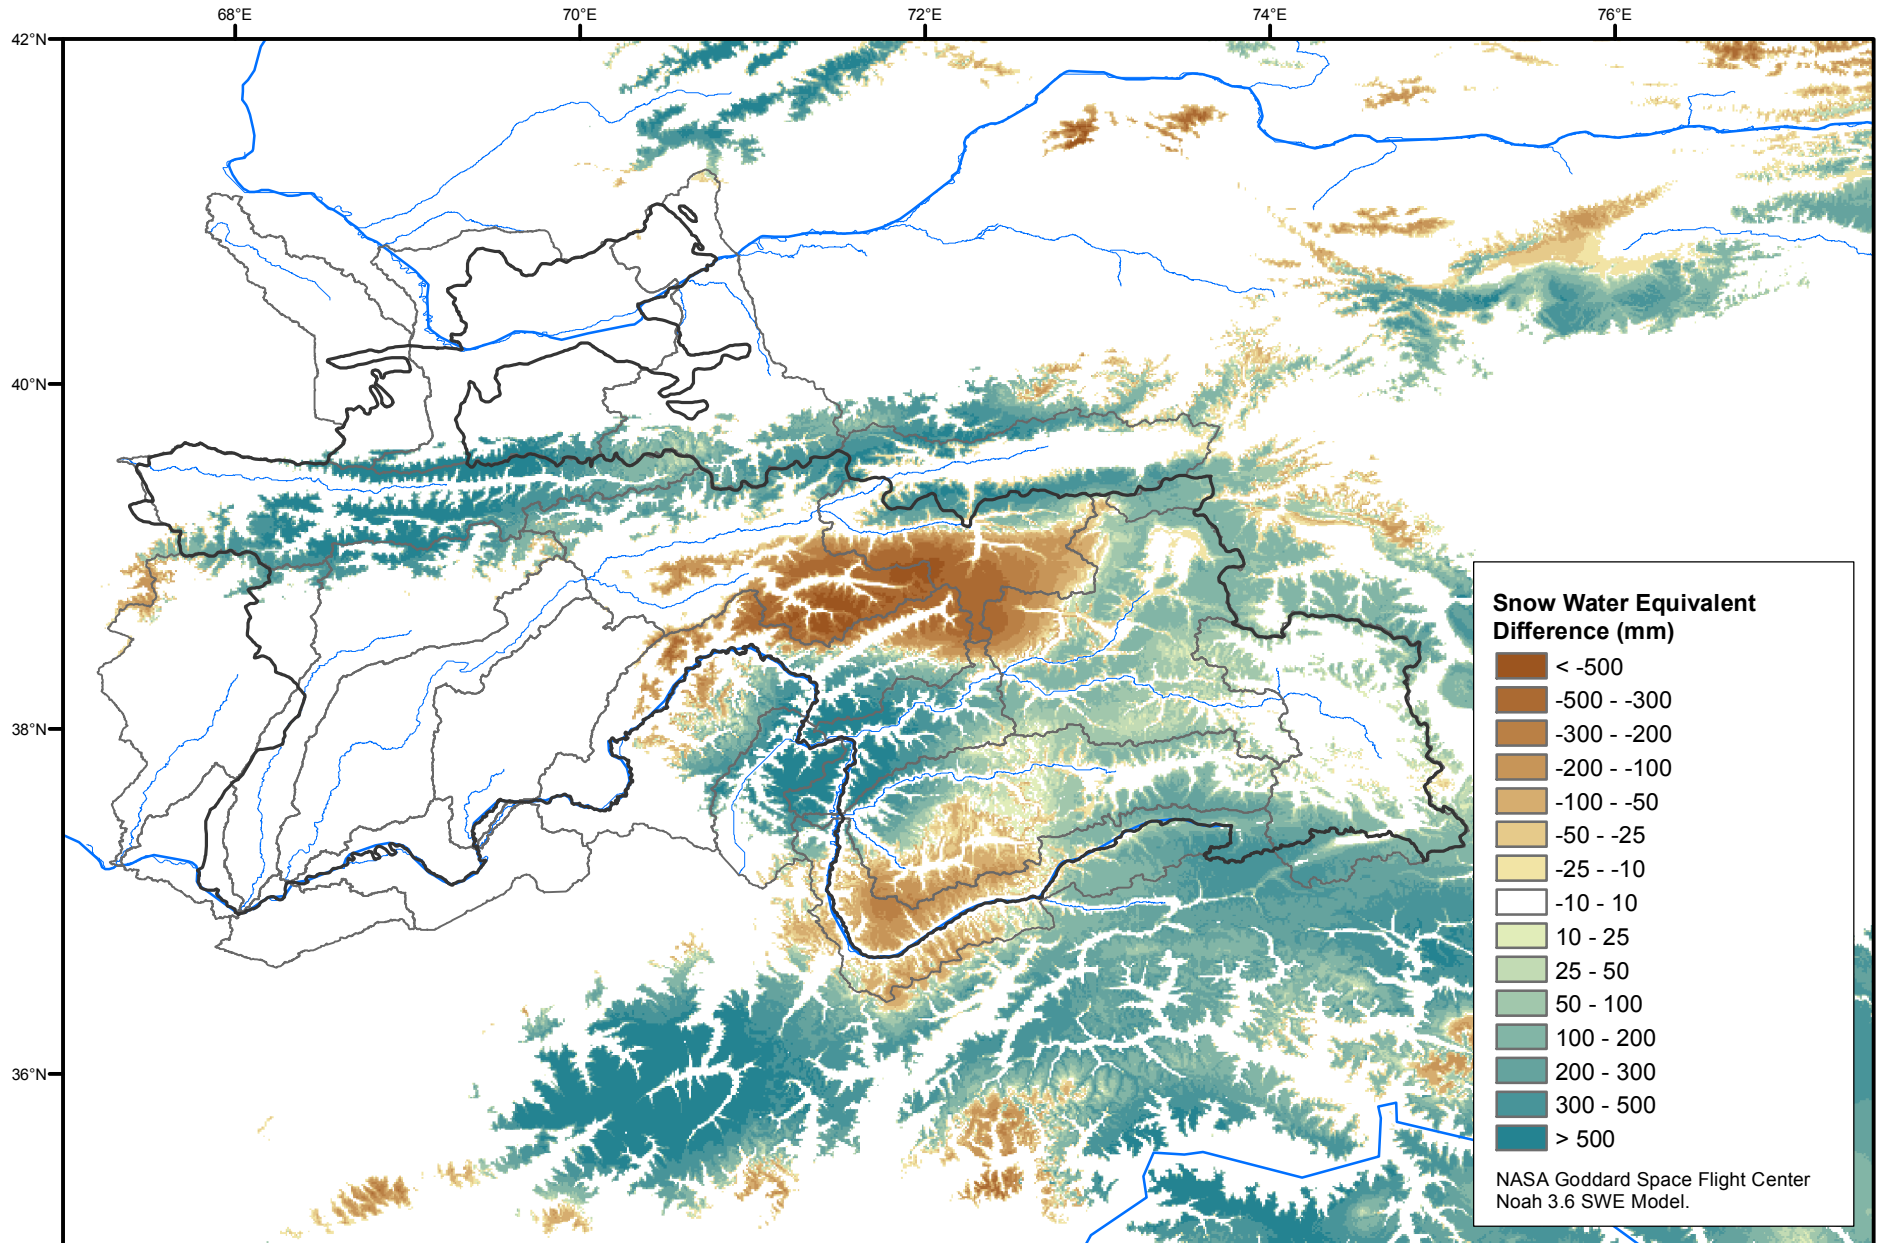 68°E
70°E
72°E
74°E
76°E
42°N
40°N
38°N
36°N
Snow Water Equivalent
Difference (mm)
< -500
-500 - -300
-300 - -200
-200 - -100
-100 - -50
-50 - -25
-25 - -10
-10 - 10
10 - 25
25 - 50
50 - 100
100 - 200
200 - 300
300 - 500
> 500
NASA Goddard Space Flight Center
Noah 3.6 SWE Model.